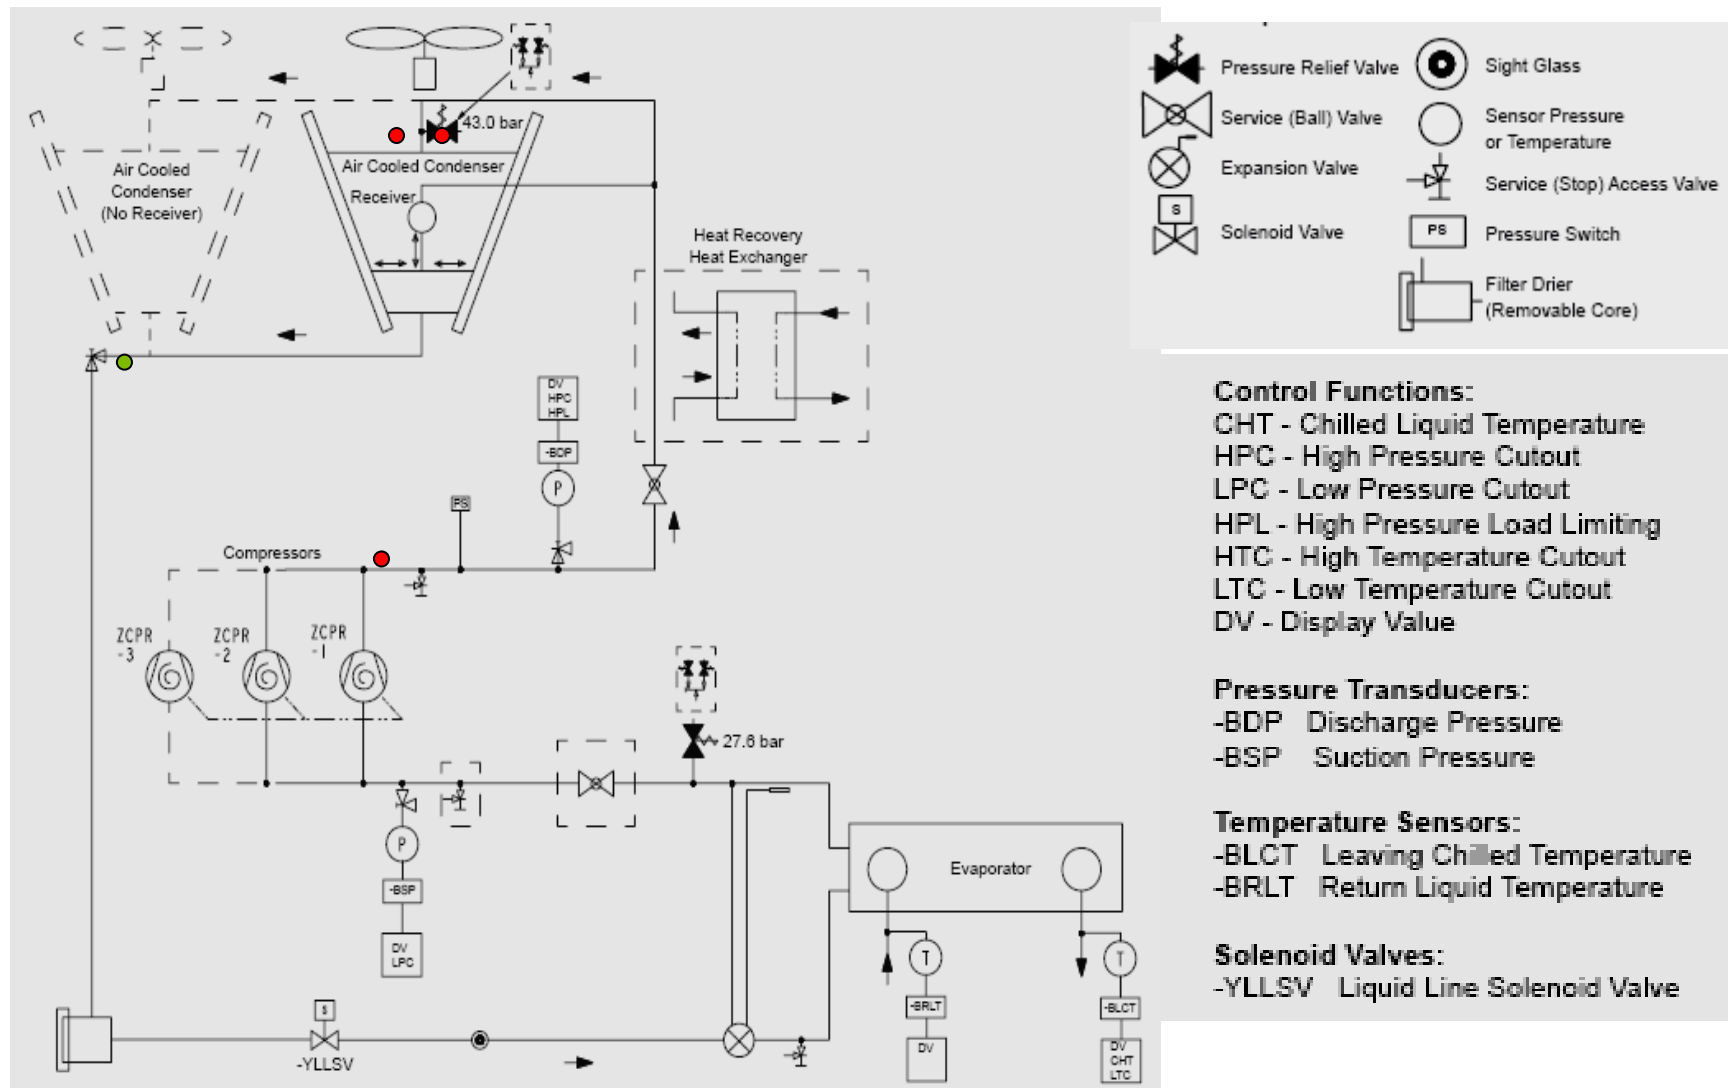 43.0 bar
Air Cooled Condenser
Receiver
Air Cooled
Condenser
(No Receiver)
Heat Recovery
Heat Exchanger
DV
HPC
HPL
-BDP
P
PS
Compressors
ZCPR
-3
ZCPR
-2
ZCPR
-1
27.6 bar
P
-BSP
DV
LPC
Evaporator
T
T
-BRLT
-BLCT
DV
DV
CHT
LTC
S
-YLLSV
Pressure Relief Valve
Sight Glass
Service (Ball) Valve
Sensor Pressure
or Temperature
Expansion Valve
Service (Stop) Access Valve
S
Solenoid Valve
PS
Pressure Switch
Filter Drier
(Removable Core)
Control Functions:
CHT - Chilled Liquid Temperature
HPC - High Pressure Cutout
LPC - Low Pressure Cutout
HPL - High Pressure Load Limiting
HTC - High Temperature Cutout
LTC - Low Temperature Cutout
DV - Display Value
Pressure Transducers:
-BDP Discharge Pressure
-BSP Suction Pressure
Temperature Sensors:
-BLCT Leaving Chilled Temperature
-BRLT Return Liquid Temperature
Solenoid Valves:
-YLLSV Liquid Line Solenoid Valve